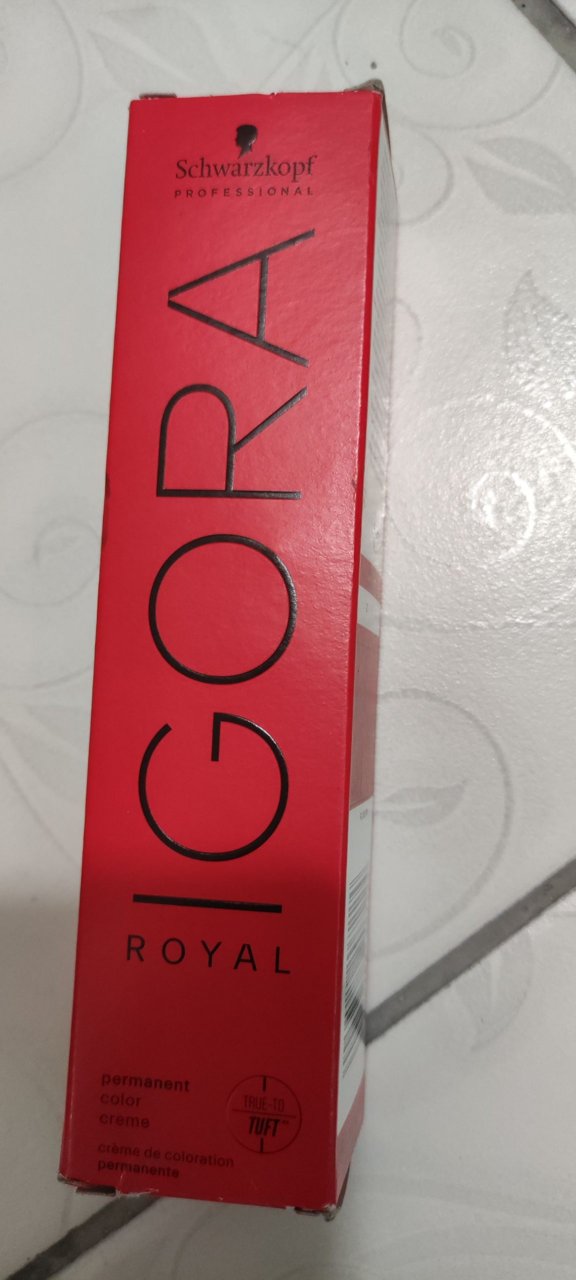 Schwarzkopf
PROFESSIONAL
IGORA
ROYAL
permanent
color
creme
crème de coloration
permanente
TRUE-TO
TUFT